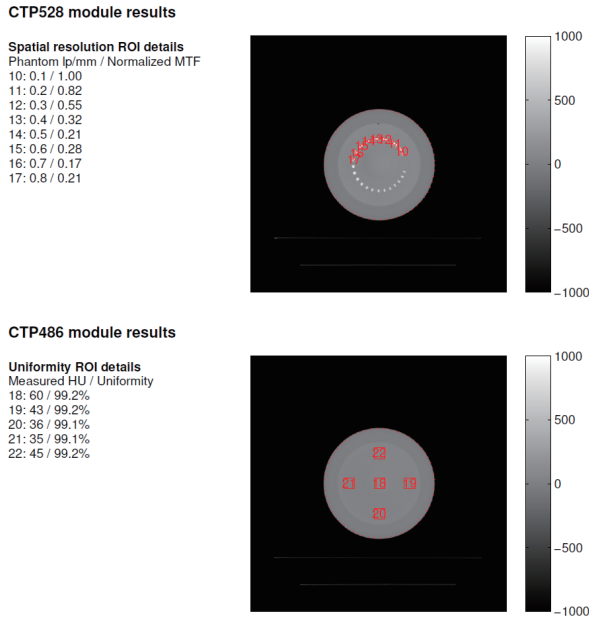 CTP528 module results
Spatial resolution ROI details
Phantom lp/mm / Normalized MTF
10: 0.1 / 1.00
11: 0.2 / 0.82
12: 0.3 / 0.55
13: 0.4 / 0.32
14: 0.5 / 0.21
15: 0.6 / 0.28
16: 0.7 / 0.17
17: 0.8 / 0.21
10
1000
500
0
−500
−1000
CTP486 module results
Uniformity ROI details
Measured HU / Uniformity
18: 60 / 99.2%
19: 43 / 99.2%
20: 36 / 99.1%
21: 35 / 99.1%
22: 45 / 99.2%
22
21 18 19
20
1000
500
0
−500
−1000